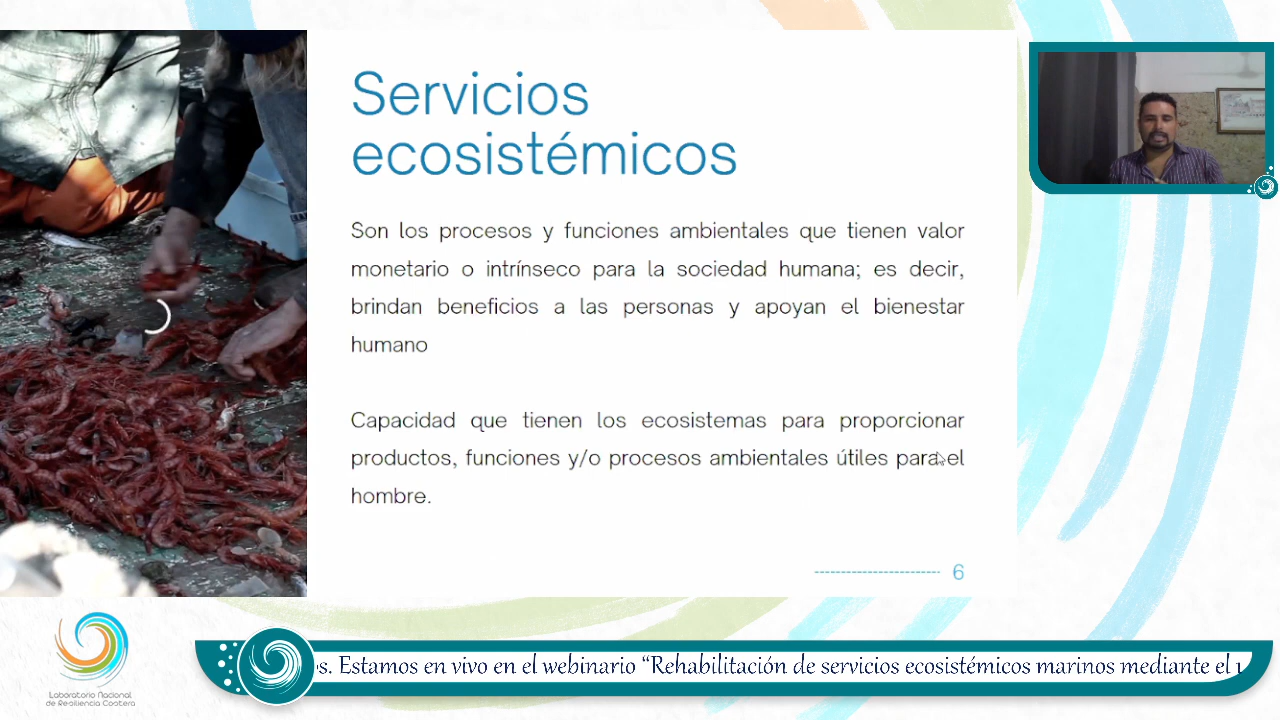 Servicios
ecosistémicos
Son los procesos y funciones ambientales que tienen valor
monetario o intrínseco para la sociedad humana; es decir,
brindan beneficios a las personas y apoyan el bienestar
humano
Capacidad que tienen los ecosistemas para proporcionar
productos, funciones y/o procesos ambientales útiles para el
hombre.
6
Laboratorio Nacional
de Resiliencia Costera
os. Estamos en vivo en el webinario “Rehabilitación de servicios ecosistémicos marinos mediante el